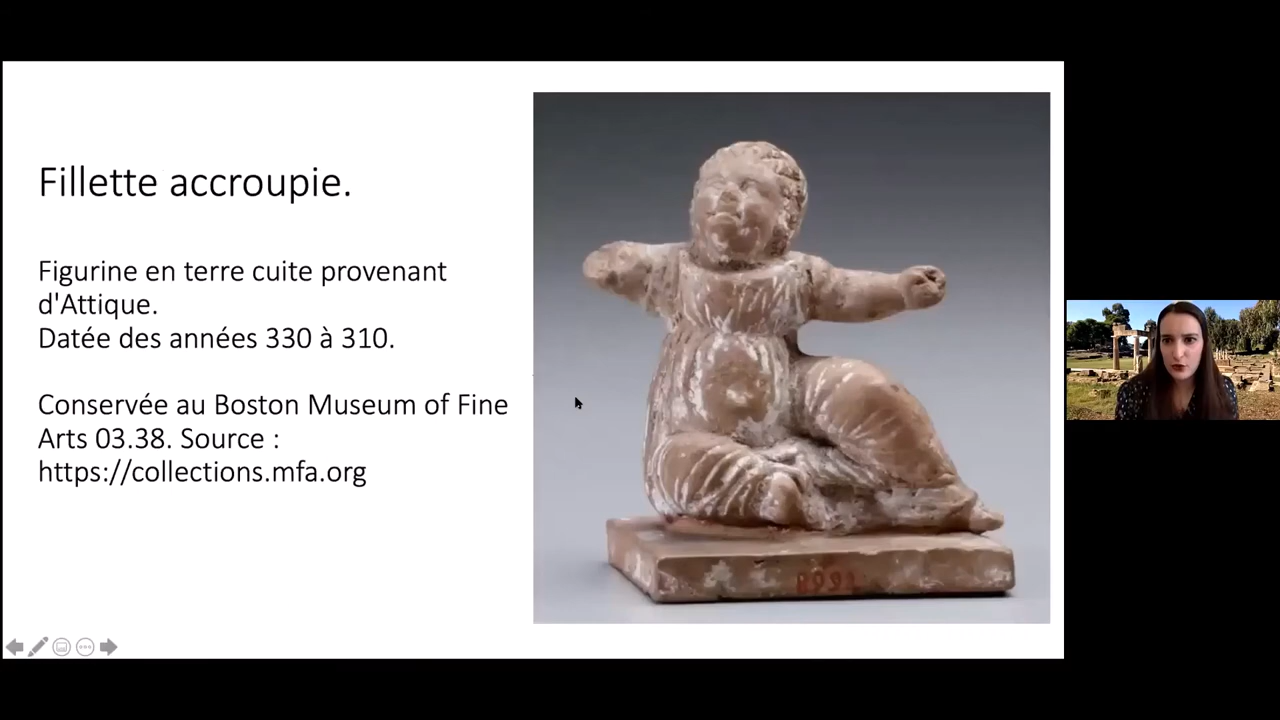 Fillette accroupie.
Figurine en terre cuite provenant
d'Attique.
Datée des années 330 à 310.
Conservée au Boston Museum of Fine
Arts 03.38. Source :
https://collections.mfa.org